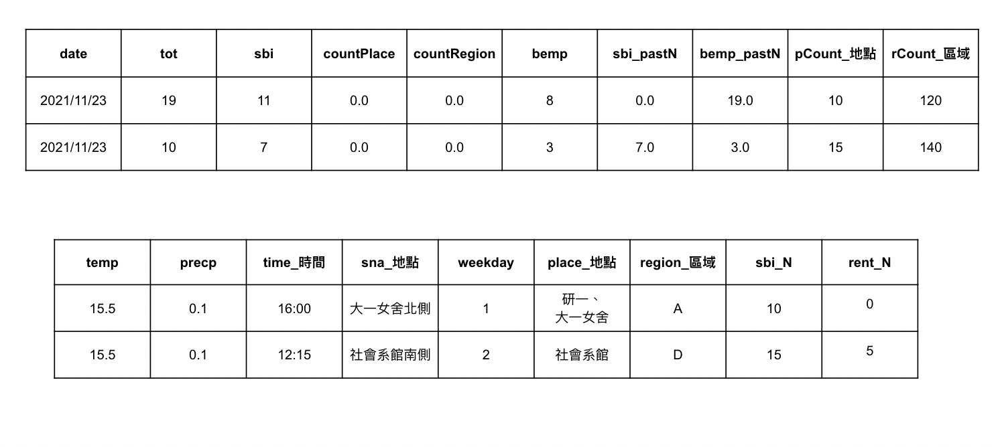 date tot sbi countPlace countRegion bemp sbi_pastN bemp_pastN pCount_地點 rCount_區域
2021/11/23 19 11 0.0 0.0 8 0.0 19.0 10 120
2021/11/23 10 7 0.0 0.0 3 7.0 3.0 15 140
temp precp time_時間 sna_地點 weekday place_地點 region_區域 sbi_N rent_N
15.5 0.1 16:00 大一女舍北側 1 研一、
大一女舍 A 10 0
15.5 0.1 12:15 社會系館南側 2 社會系館 D 15 5